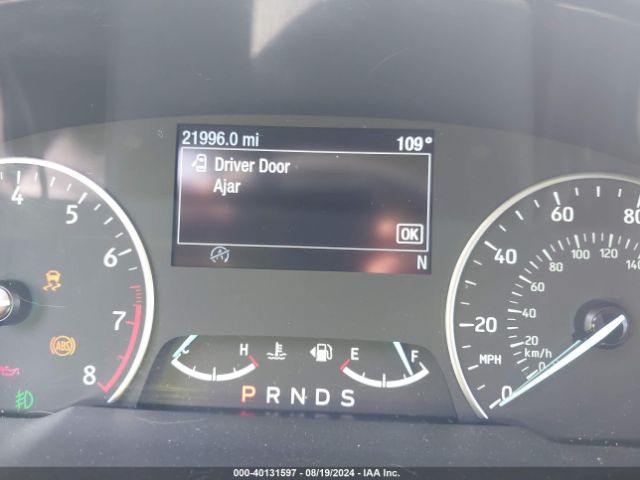 21996.0 mi 109°
Driver Door
Ajar
OK
N
4 5 6 7 8
ABS
C H E F
P R N D S
0 20 40 60 80
MPH
0 20 40 60 80 100 120 140
km/h
000-40131597 - 08/19/2024 - IAA Inc.